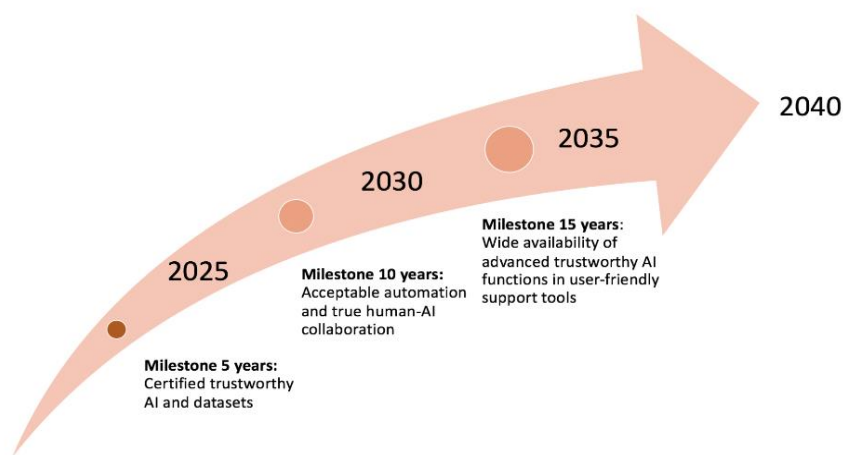 2040
2035
2030
Milestone 15 years:
Wide availability of
advanced trustworthy AI
functions in user-friendly
support tools
2025
Milestone 10 years:
Acceptable automation
and true human-AI
collaboration
Milestone 5 years:
Certified trustworthy
AI and datasets